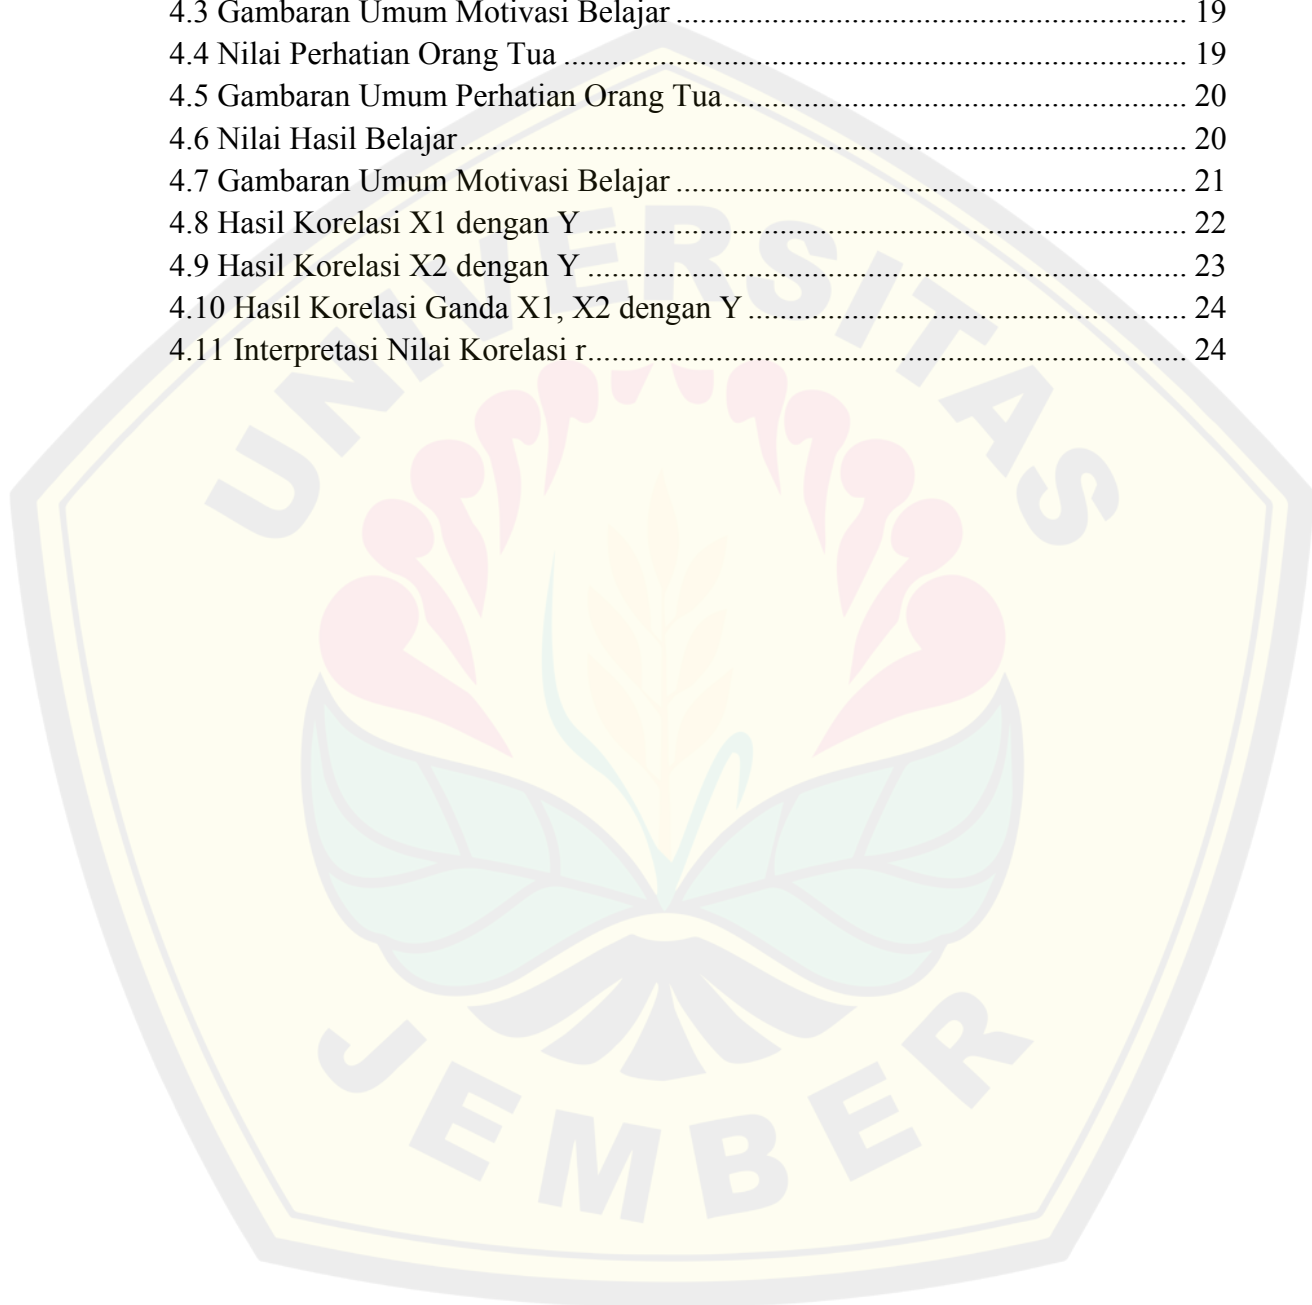 4.3 Gambaran Umum Motivasi Belajar ................................................................ 19
4.4 Nilai Perhatian Orang Tua .............................................................................. 19
4.5 Gambaran Umum Perhatian Orang Tua.......................................................... 20
4.6 Nilai Hasil Belajar........................................................................................... 20
4.7 Gambaran Umum Motivasi Belajar ................................................................ 21
4.8 Hasil Korelasi X1 dengan Y ........................................................................... 22
4.9 Hasil Korelasi X2 dengan Y ........................................................................... 23
4.10 Hasil Korelasi Ganda X1, X2 dengan Y ....................................................... 24
4.11 Interpretasi Nilai Korelasi r........................................................................... 24
UNIVERSITAS
JEMBER